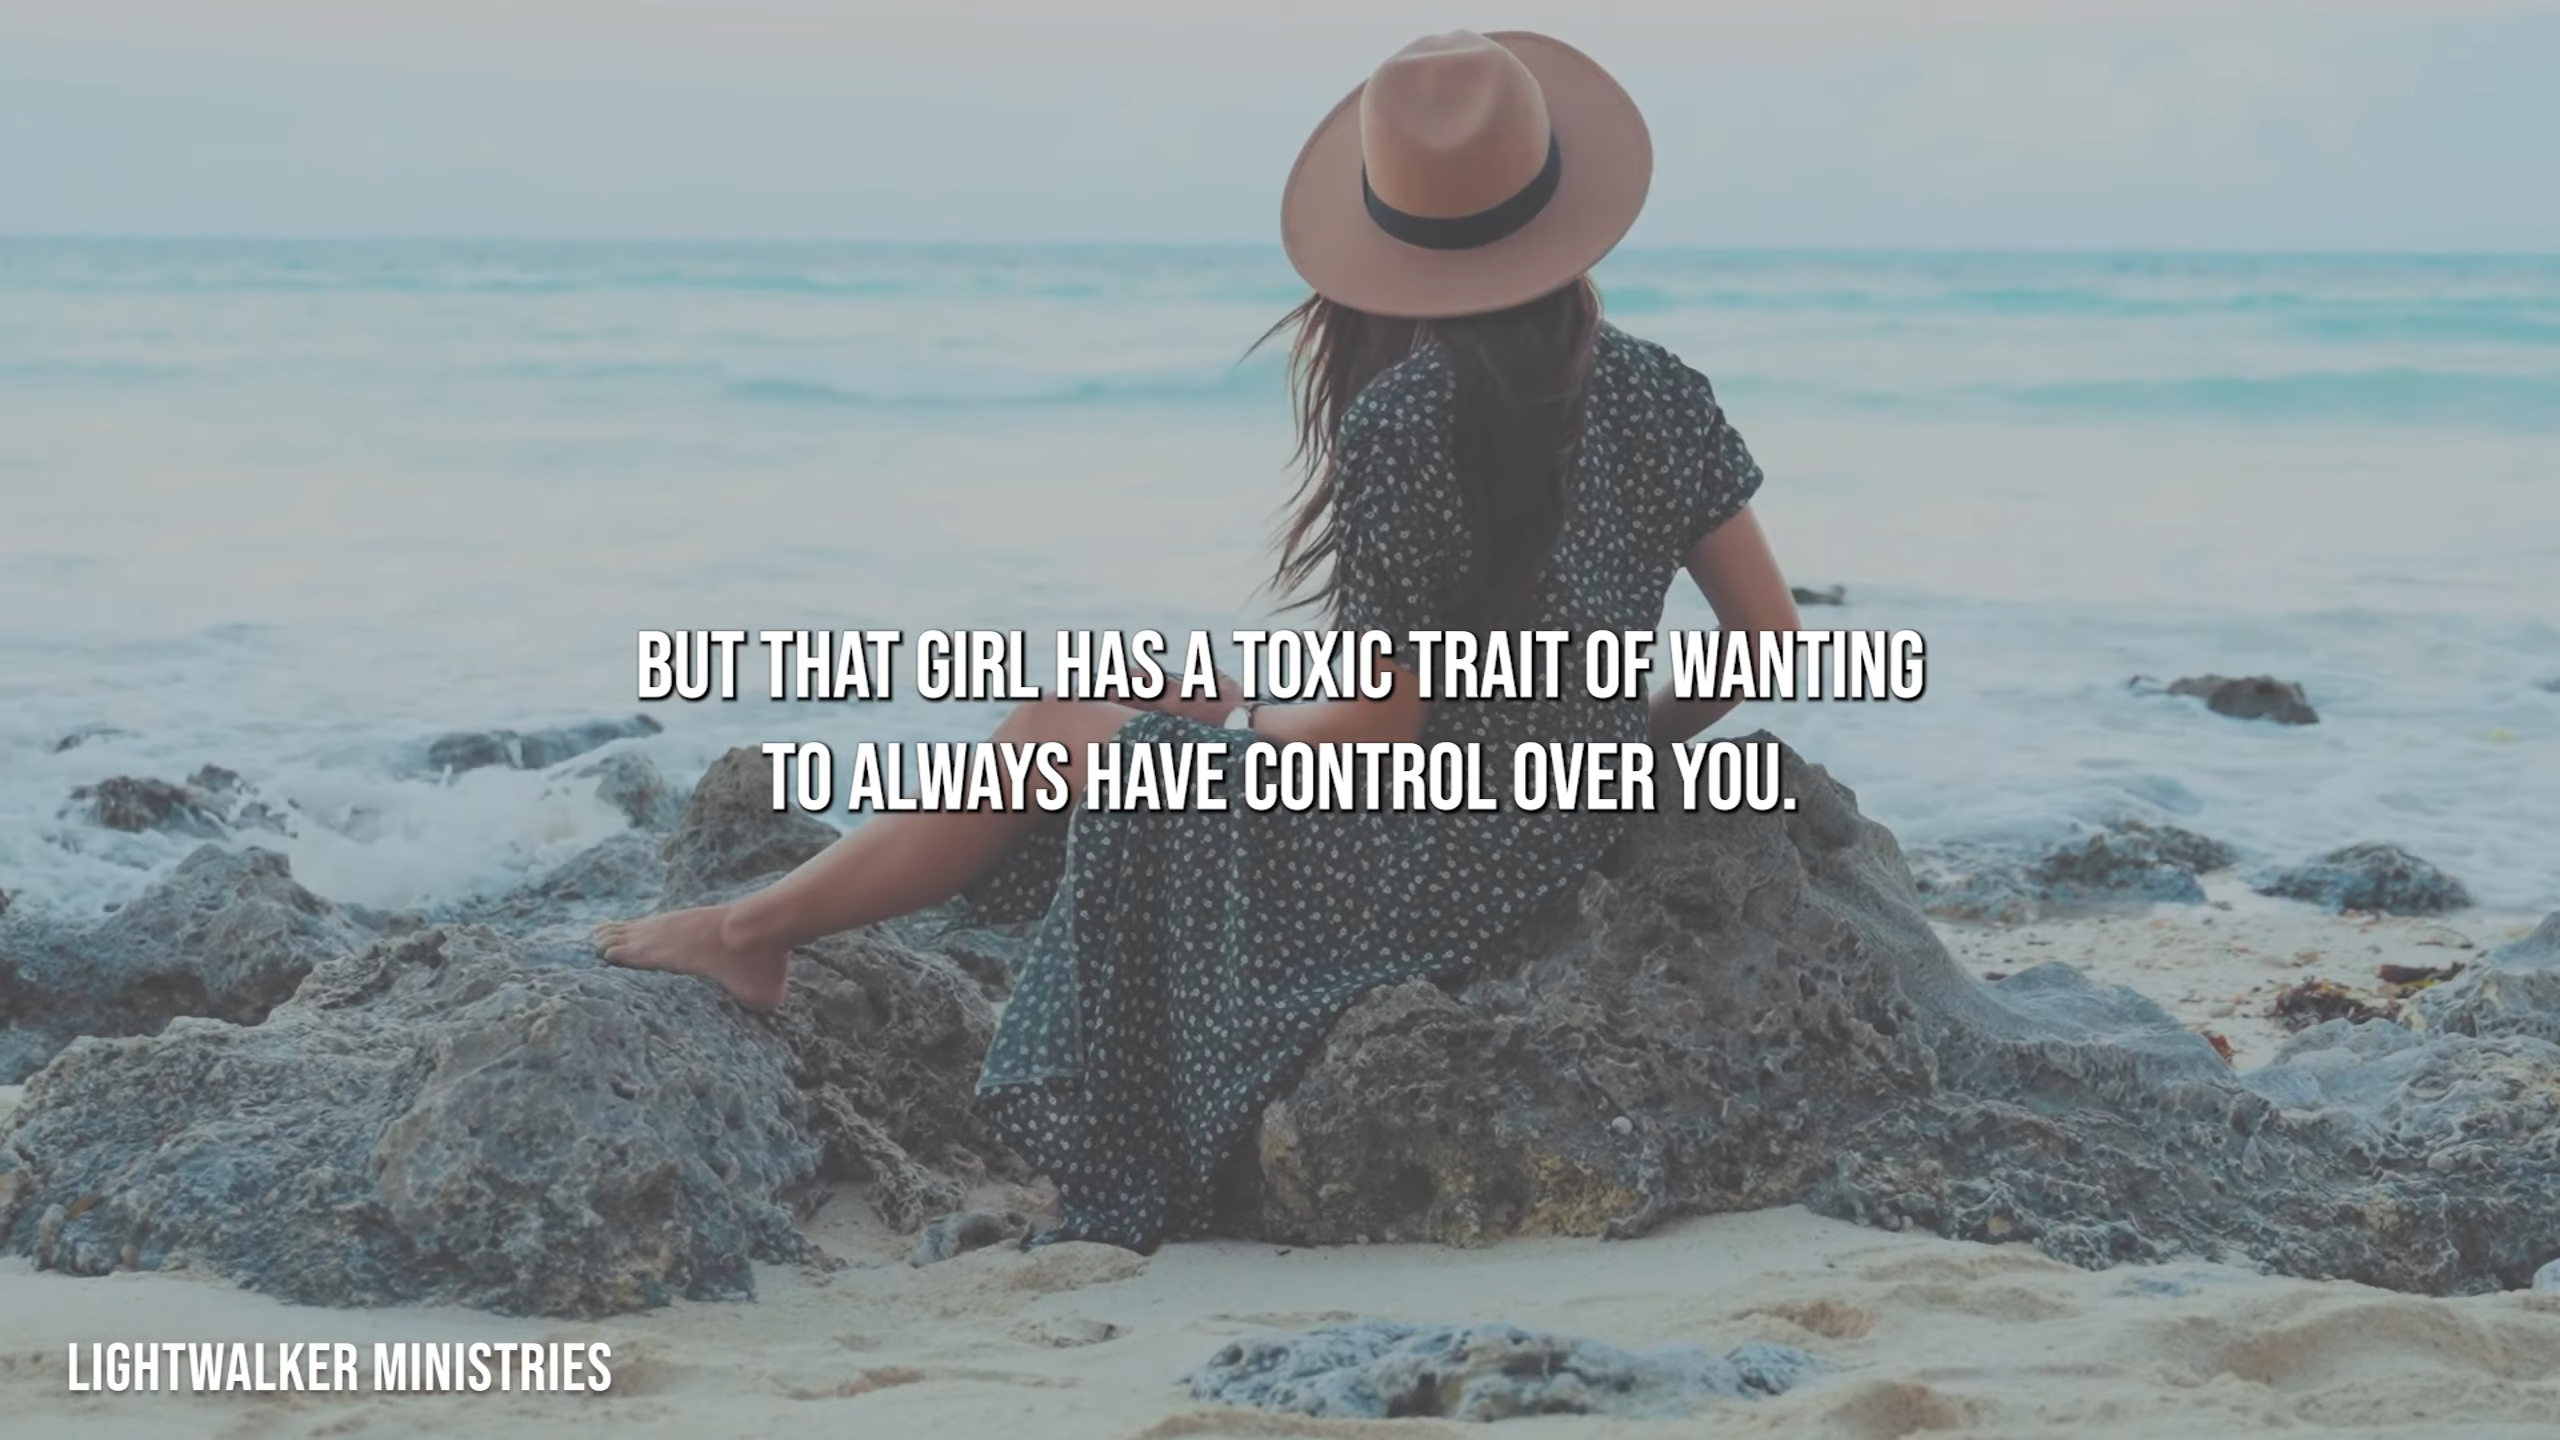 BUT THAT GIRL HAS A TOXIC TRAIT OF WANTING
TO ALWAYS HAVE CONTROL OVER YOU.
LIGHTWALKER MINISTRIES